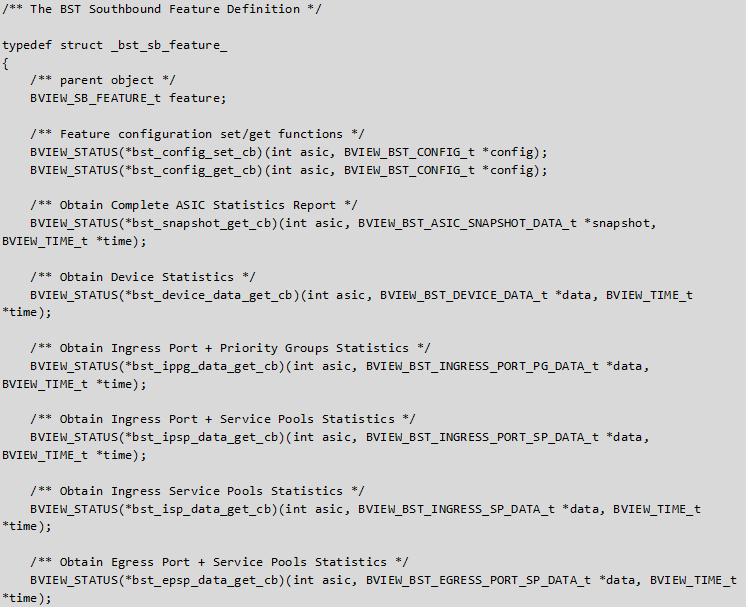 /** The BST Southbound Feature Definition */
typedef struct _bst_sb_feature_
{
/** parent object */
BVIEW_SB_FEATURE_t feature;
/** Feature configuration set/get functions */
BVIEW_STATUS(*bst_config_set_cb)(int asic, BVIEW_BST_CONFIG_t *config);
BVIEW_STATUS(*bst_config_get_cb)(int asic, BVIEW_BST_CONFIG_t *config);
/** Obtain Complete ASIC Statistics Report */
BVIEW_STATUS(*bst_snapshot_get_cb)(int asic, BVIEW_BST_ASIC_SNAPSHOT_DATA_t *snapshot,
BVIEW_TIME_t *time);
/** Obtain Device Statistics */
BVIEW_STATUS(*bst_device_data_get_cb)(int asic, BVIEW_BST_DEVICE_DATA_t *data, BVIEW_TIME_t
*time);
/** Obtain Ingress Port + Priority Groups Statistics */
BVIEW_STATUS(*bst_ippg_data_get_cb)(int asic, BVIEW_BST_INGRESS_PORT_PG_DATA_t *data,
BVIEW_TIME_t *time);
/** Obtain Ingress Port + Service Pools Statistics */
BVIEW_STATUS(*bst_ipsp_data_get_cb)(int asic, BVIEW_BST_INGRESS_PORT_SP_DATA_t *data,
BVIEW_TIME_t *time);
/** Obtain Ingress Service Pools Statistics */
BVIEW_STATUS(*bst_isp_data_get_cb)(int asic, BVIEW_BST_INGRESS_SP_DATA_t *data, BVIEW_TIME_t
*time);
/** Obtain Egress Port + Service Pools Statistics */
BVIEW_STATUS(*bst_epsp_data_get_cb)(int asic, BVIEW_BST_EGRESS_PORT_SP_DATA_t *data, BVIEW_TIME_t
*time);